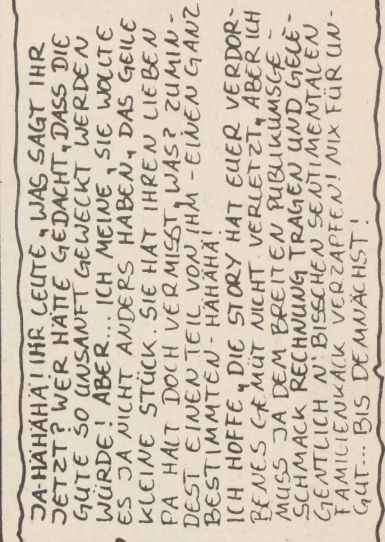 JA-HÄHÄHÄ! IHR LEUTE, WAS SAGT IHR
JETZT? WER HÄTTE GEDACHT, DASS DIE
GUTE SO UNSANFT GEWECKT WERDEN
WÜRDE! ABER... ICH MEINE, SIE WOLLTE
ES JA NICHT ANDERS HABEN, DAS GEILE
KLEINE STÜCK. SIE HAT IHREN LIEBEN
PA HALT DOCH VERMISST, WAS? ZUMIN-
DEST EINEN TEIL VON IHM - EINEN GANZ
BESTIMMTEN - HÄHÄHÄ!
ICH HOFFE, DIE STORY HAT EUER VERDOR-
BENES GEMÜT NICHT VERLETZT, ABER ICH
MUSS JA DEM BREITEN PUBLIKUMSGE-
SCHMACK RECHNUNG TRAGEN UND GELE-
GENTLICH N' BISSCHEN SENTIMENTALEN
FAMILIENKACK VERZAPFEN! NIX FÜR UN-
GUT... BIS DEMNÄCHST!